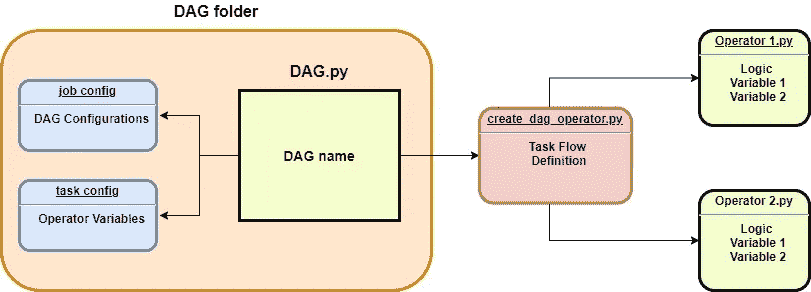 DAG folder
DAG.py
job config
DAG Configurations
task config
Operator Variables
DAG name
create_dag_operator.py
Task Flow
Definition
Operator 1.py
Logic
Variable 1
Variable 2
Operator 2.py
Logic
Variable 1
Variable 2